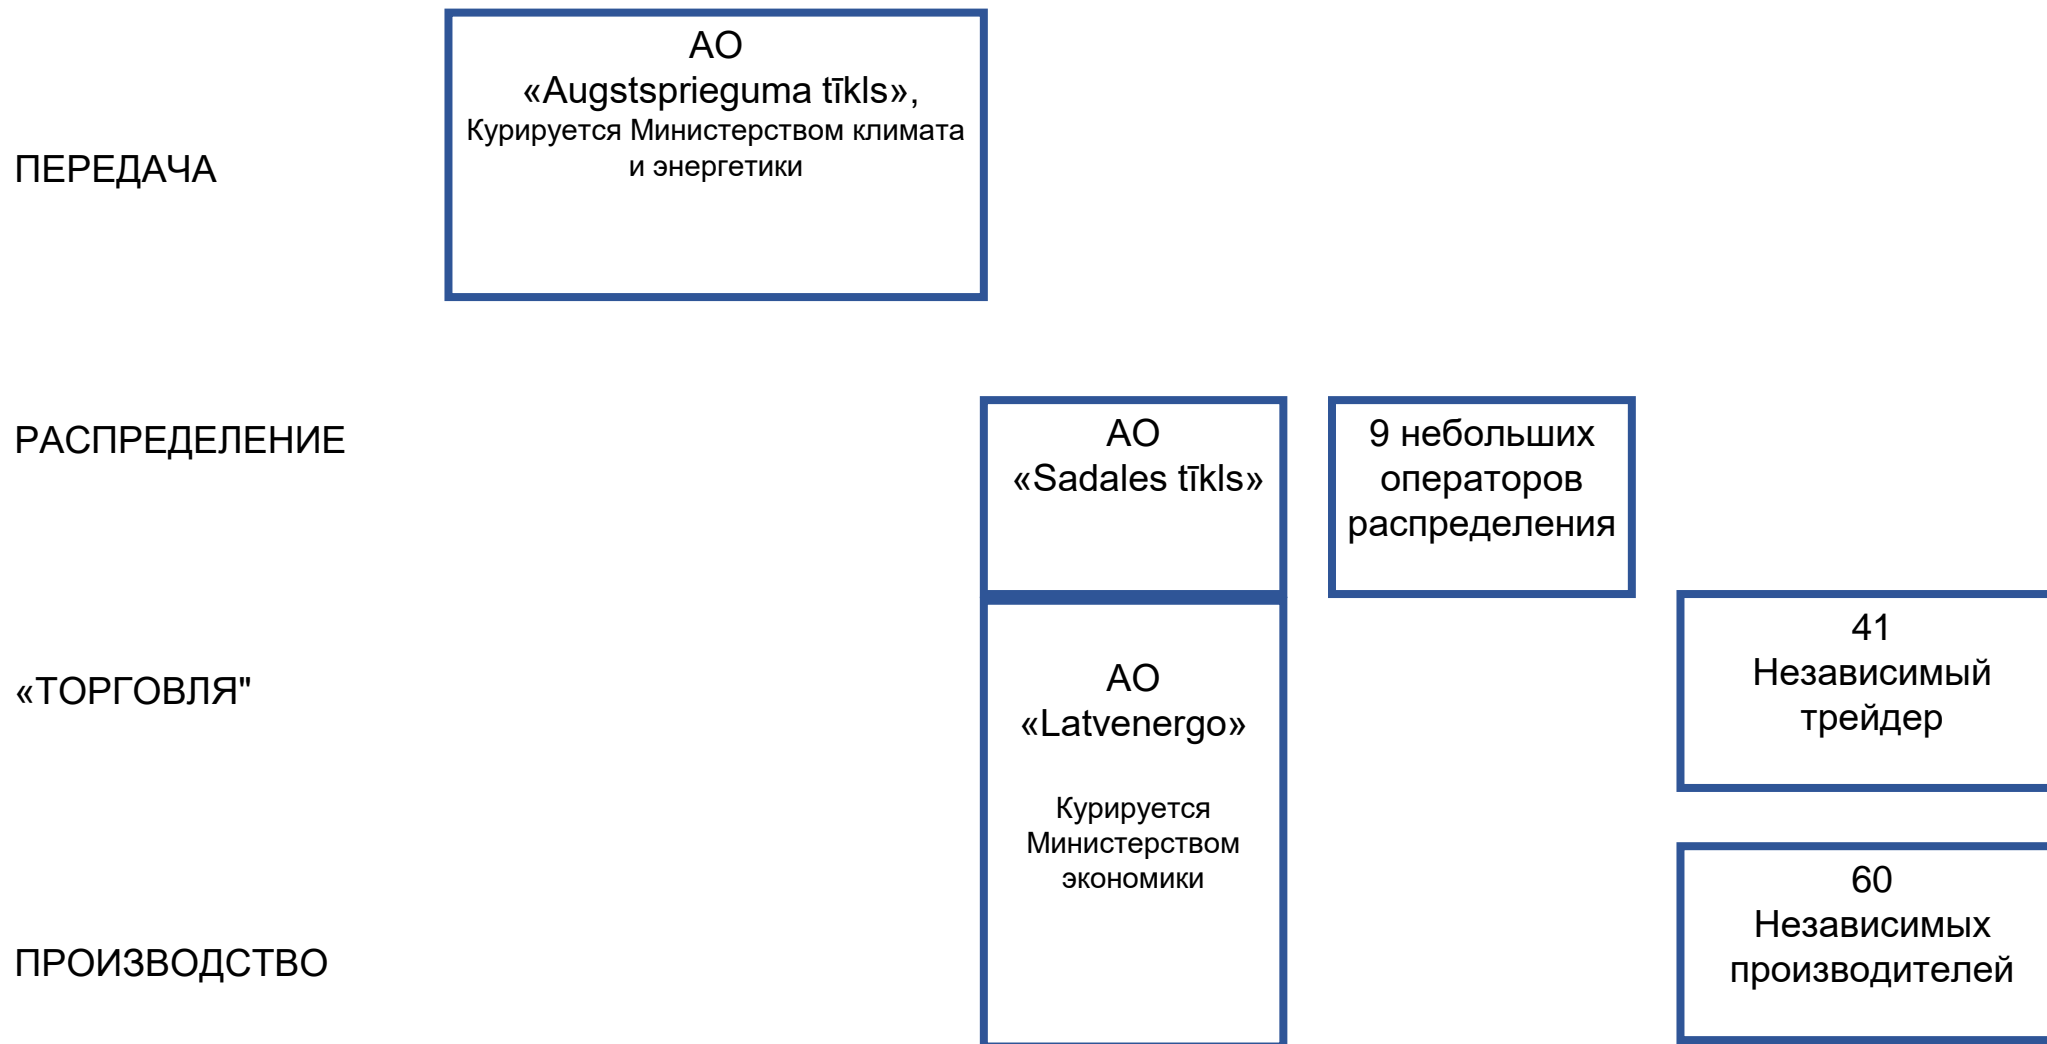 АО
«Augstsprieguma tīkls»,
Курируется Министерством климата
и энергетики
ПЕРЕДАЧА
РАСПРЕДЕЛЕНИЕ
АО
«Sadales tīkls»
9 небольших
операторов
распределения
«ТОРГОВЛЯ"
АО
«Latvenergo»
Курируется
Министерством
экономики
41
Независимый
трейдер
ПРОИЗВОДСТВО
60
Независимых
производителей